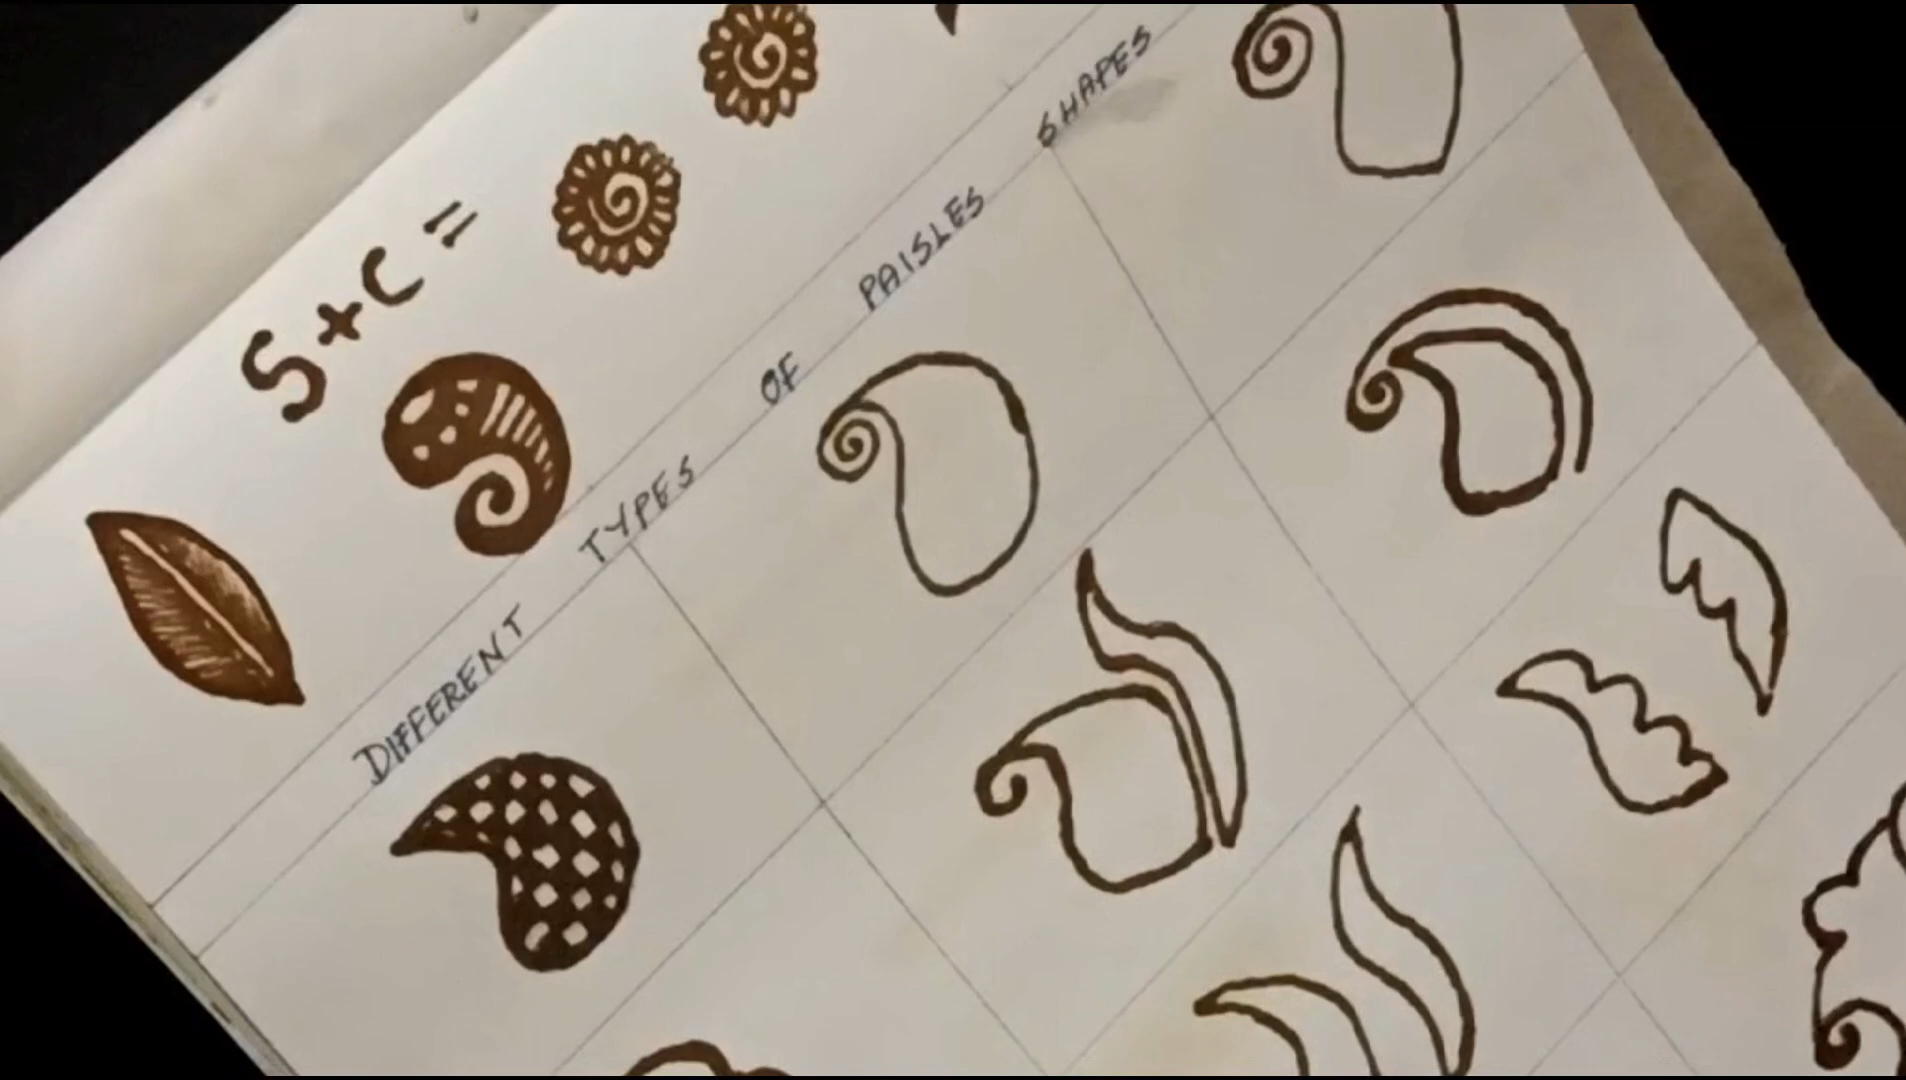 S+C =
DIFFERENT TYPES OF PAISLES SHAPES